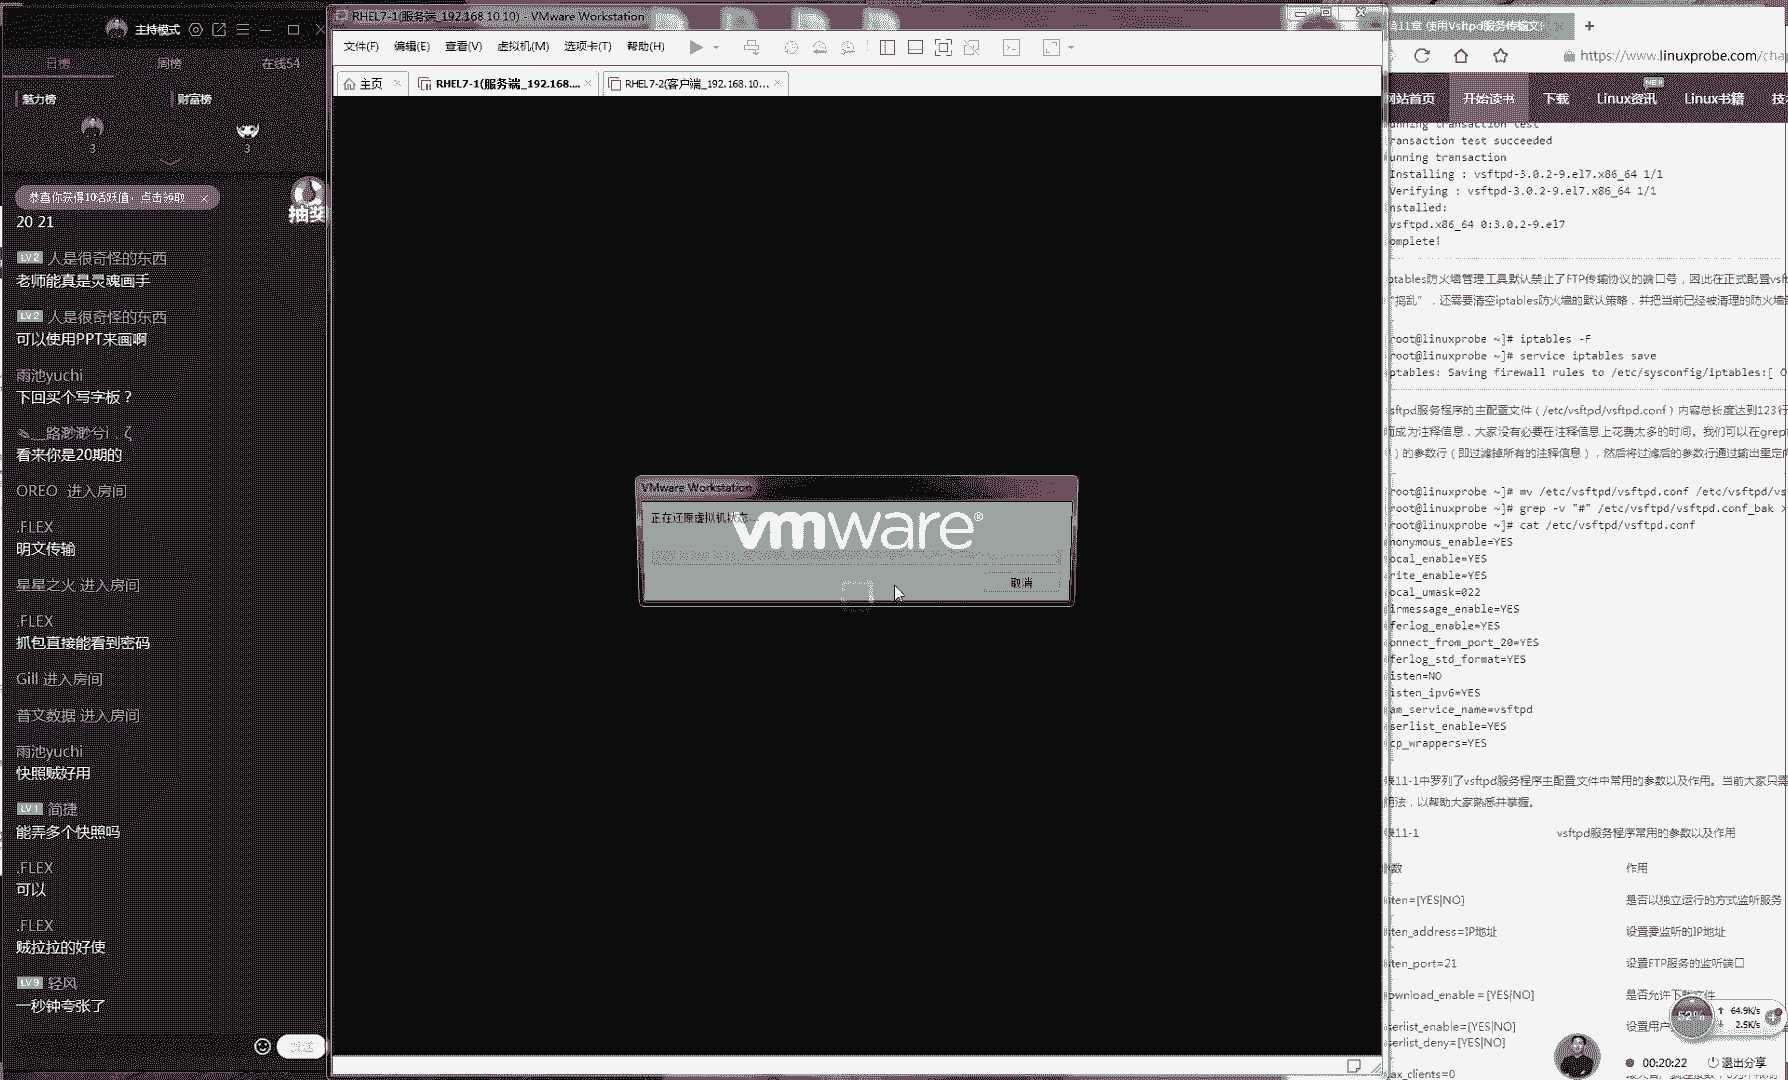 主持模式
日榜 周榜 在线54
魅力榜 财富榜
3 3
恭喜你获得10活跃值，点击领取 ×
抽奖
20 21
LV2 人是很奇怪的东西
老师能真是灵魂画手
LV2 人是很奇怪的东西
可以使用PPT来画啊
雨池yuchi
下回买个写字板？
路渺渺兮
看来你是20期的
OREO 进入房间
.FLEX
明文传输
星星之火 进入房间
.FLEX
抓包直接能看到密码
Gill 进入房间
普文数据 进入房间
雨池yuchi
快照贼好用
LV1 简捷
能弄多个快照吗
.FLEX
可以
.FLEX
贼拉拉的好使
LV9 轻风
一秒钟夸张了
发送
RHEL7-1(服务端_192.168.10.10) - VMware Workstation
文件(F) 编辑(E) 查看(V) 虚拟机(M) 选项卡(T) 帮助(H)
主页 × RHEL7-1(服务端_192.168.... × RHEL7-2(客户端_192.168.10... ×
VMware Workstation
正在还原虚拟机状态...
vmware®
取消
11章 使用Vsftpd服务传输文
https://www.linuxprobe.com/cha
网站首页 开始读书 下载 Linux资讯 Linux书籍 技
NEW
unning transaction test
ransaction test succeeded
unning transaction
Installing : vsftpd-3.0.2-9.el7.x86_64 1/1
Verifying : vsftpd-3.0.2-9.el7.x86_64 1/1
nstalled:
vsftpd.x86_64 0:3.0.2-9.el7
omplete!
ptables防火墙管理工具默认禁止了FTP传输协议的端口号，因此在正式配置vsft
“捣乱”，还需要清空iptables防火墙的默认策略，并把当前已经被清理的防火墙
root@linuxprobe ~]# iptables -F
root@linuxprobe ~]# service iptables save
ptables: Saving firewall rules to /etc/sysconfig/iptables:[ O
sftpd服务程序的主配置文件（/etc/vsftpd/vsftpd.conf）内容总长度达到123行
而成为注释信息，大家没有必要在注释信息上花费太多的时间。我们可以在grep
）的参数行（即过滤掉所有的注释信息），然后将过滤后的参数行通过输出重定向
root@linuxprobe ~]# mv /etc/vsftpd/vsftpd.conf /etc/vsftpd/vs
root@linuxprobe ~]# grep -v "#" /etc/vsftpd/vsftpd.conf_bak >
root@linuxprobe ~]# cat /etc/vsftpd/vsftpd.conf
nonymous_enable=YES
ocal_enable=YES
rite_enable=YES
ocal_umask=022
irmessage_enable=YES
ferlog_enable=YES
onnect_from_port_20=YES
ferlog_std_format=YES
isten=NO
isten_ipv6=YES
am_service_name=vsftpd
serlist_enable=YES
cp_wrappers=YES
表11-1中罗列了vsftpd服务程序主配置文件中常用的参数以及作用。当前大家只需
用法，以帮助大家熟悉并掌握。
表11-1 vsftpd服务程序常用的参数以及作用
数 作用
ten=[YES|NO] 是否以独立运行的方式监听服务
ten_address=IP地址 设置要监听的IP地址
ten_port=21 设置FTP服务的监听端口
ownload_enable＝[YES|NO] 是否允许下载文件
serlist_enable=[YES|NO] 设置用户
serlist_deny=[YES|NO]
ax_clients=0
52% 64.9K/s
2.5K/s
00:20:22 退出分享